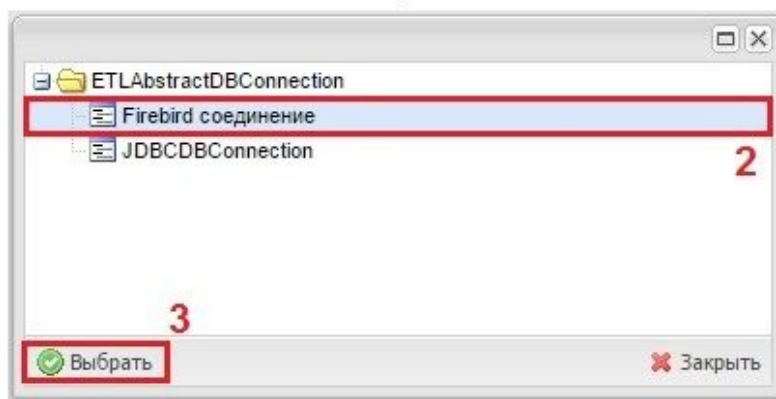 ETLAbstractDBConnection
Firebird соединение
JDBCDBConnection
2
3
Выбрать
Закрыть